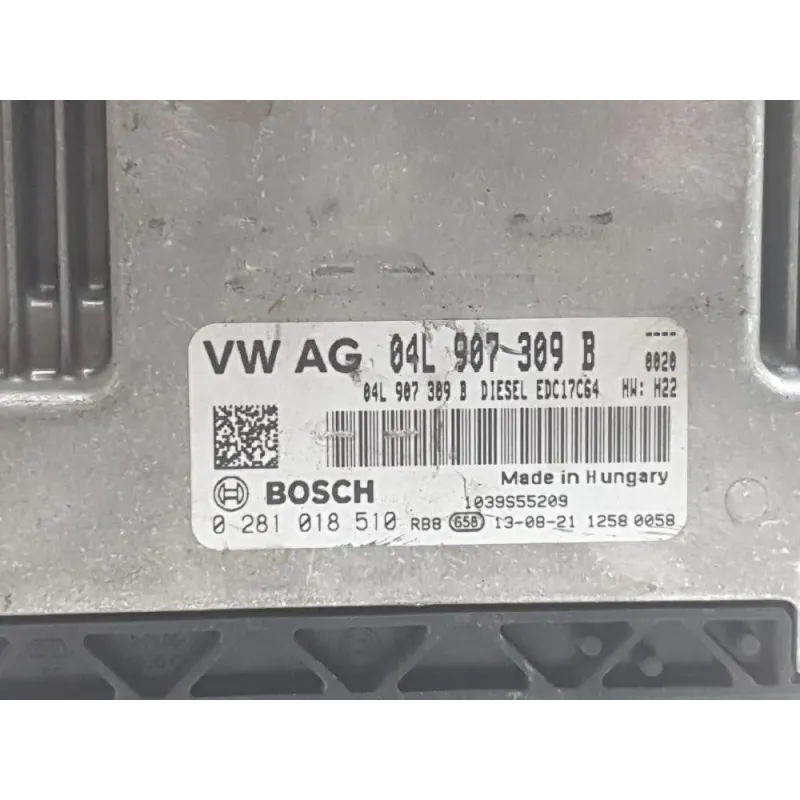 VW AG 04L 907 309 B ----
0020
04L 907 309 B DIESEL EDC17C64 HW: H22
Made in Hungary
BOSCH 1039S55209
0 281 018 510 RB8 658 13-08-21 1258 0058